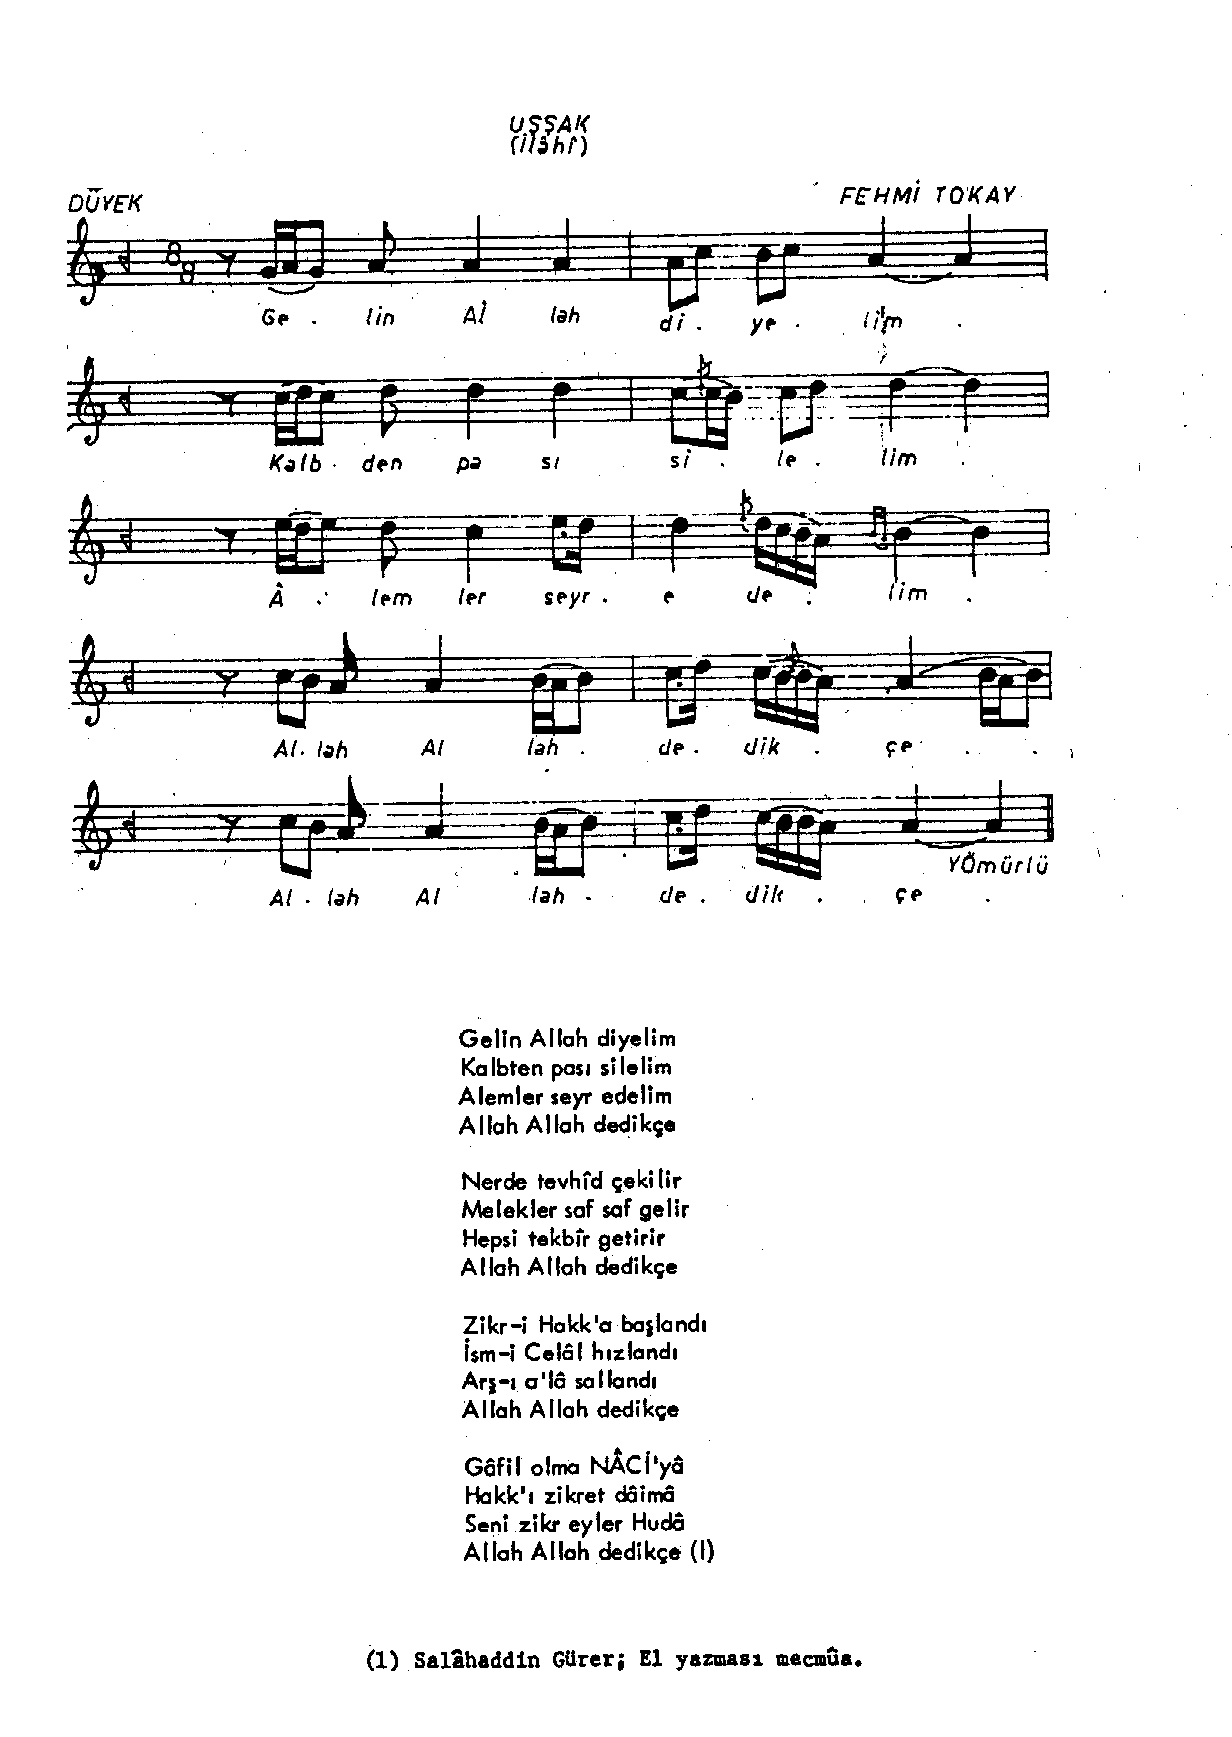 UŞŞAK
(ilâhî)
DÜYEK
FEHMİ TOKAY
8
8
Ge . lin Al lah di . ye . lim .
Kalb . den pa sı si . le . lim .
Â . lem ler seyr . e de . lim .
Al . lah Al lah . de . dik . çe . .
Al . lah Al lah . de . dik . çe .
YÖmürlü
Gelin Allah diyelim
Kalbten pası silelim
Alemler seyr edelim
Allah Allah dedikçe
Nerde tevhîd çekilir
Melekler saf saf gelir
Hepsi tekbîr getirir
Allah Allah dedikçe
Zikr-i Hakk'a başlandı
İsm-i Celâl hızlandı
Arş-ı a'lâ sallandı
Allah Allah dedikçe
Gâfil olma NÂCİ'yâ
Hakk'ı zikret dâimâ
Seni zikr eyler Hudâ
Allah Allah dedikçe (l)
(1) Salâhaddin Gürer; El yazması mecmûa.